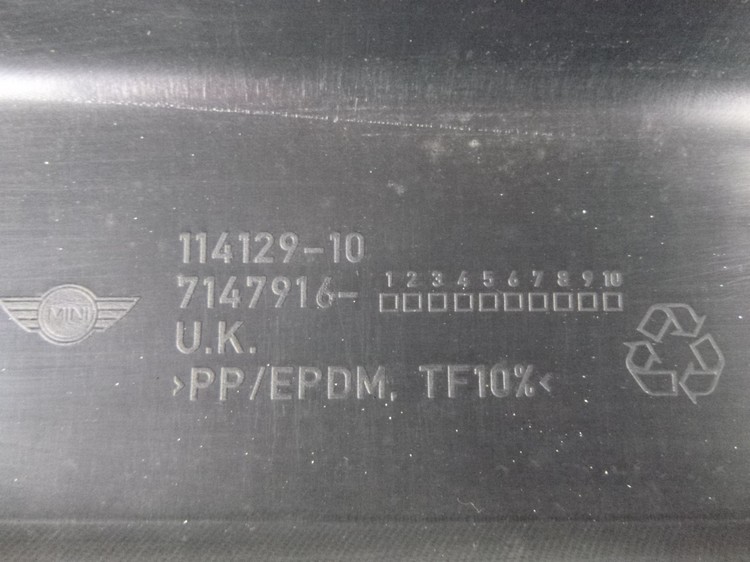 114129-10
7147916- 1 2 3 4 5 6 7 8 9 10
MINI
U.K.
>PP/EPDM, TF10%<